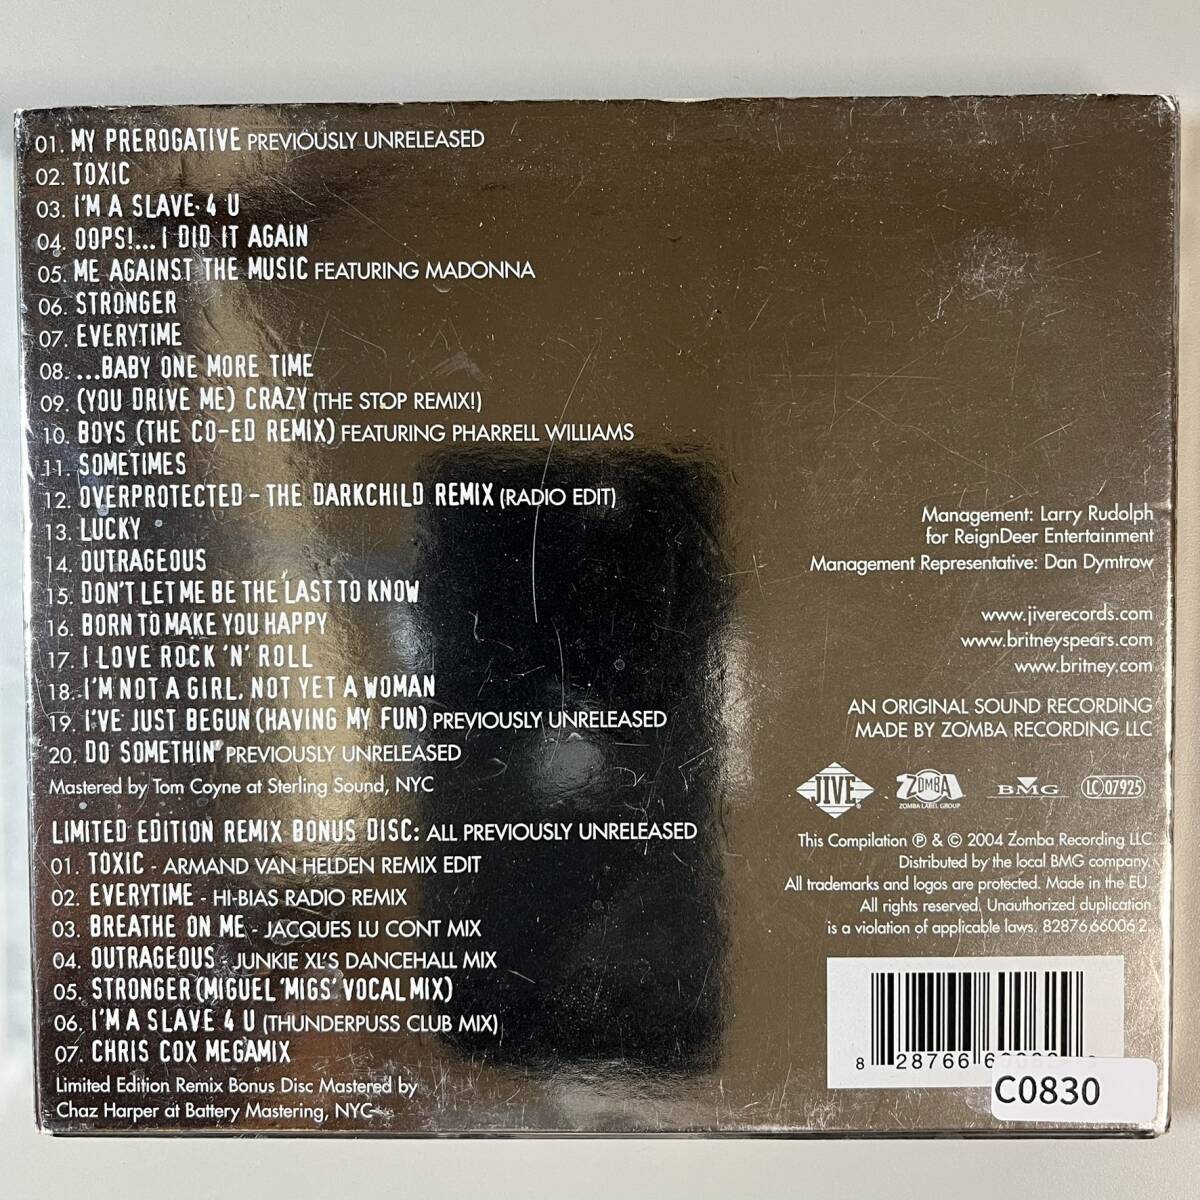 01. MY PREROGATIVE PREVIOUSLY UNRELEASED
02. TOXIC
03. I'M A SLAVE 4 U
04. OOPS!... I DID IT AGAIN
05. ME AGAINST THE MUSIC FEATURING MADONNA
06. STRONGER
07. EVERYTIME
08. ...BABY ONE MORE TIME
09. (YOU DRIVE ME) CRAZY (THE STOP REMIX!)
10. BOYS (THE CO-ED REMIX) FEATURING PHARRELL WILLIAMS
11. SOMETIMES
12. OVERPROTECTED - THE DARKCHILD REMIX (RADIO EDIT)
13. LUCKY
14. OUTRAGEOUS
15. DON'T LET ME BE THE LAST TO KNOW
16. BORN TO MAKE YOU HAPPY
17. I LOVE ROCK 'N' ROLL
18. I'M NOT A GIRL, NOT YET A WOMAN
19. I'VE JUST BEGUN (HAVING MY FUN) PREVIOUSLY UNRELEASED
20. DO SOMETHIN' PREVIOUSLY UNRELEASED
Mastered by Tom Coyne at Sterling Sound, NYC
LIMITED EDITION REMIX BONUS DISC: ALL PREVIOUSLY UNRELEASED
01. TOXIC - ARMAND VAN HELDEN REMIX EDIT
02. EVERYTIME - HI-BIAS RADIO REMIX
03. BREATHE ON ME - JACQUES LU CONT MIX
04. OUTRAGEOUS - JUNKIE XL'S DANCEHALL MIX
05. STRONGER (MIGUEL 'MIGS' VOCAL MIX)
06. I'M A SLAVE 4 U (THUNDERPUSS CLUB MIX)
07. CHRIS COX MEGAMIX
Limited Edition Remix Bonus Disc Mastered by
Chaz Harper at Battery Mastering, NYC
Management: Larry Rudolph
for ReignDeer Entertainment
Management Representative: Dan Dymtrow
www.jiverecords.com
www.britneyspears.com
www.britney.com
AN ORIGINAL SOUND RECORDING
MADE BY ZOMBA RECORDING LLC
JIVE ZOMBA BMG LC 07925
ZOMBA LABEL GROUP
This Compilation ℗ & © 2004 Zomba Recording LLC
Distributed by the local BMG company.
All trademarks and logos are protected. Made in the EU.
All rights reserved. Unauthorized duplication
is a violation of applicable laws. 82876 66006 2.
8 28766
C0830